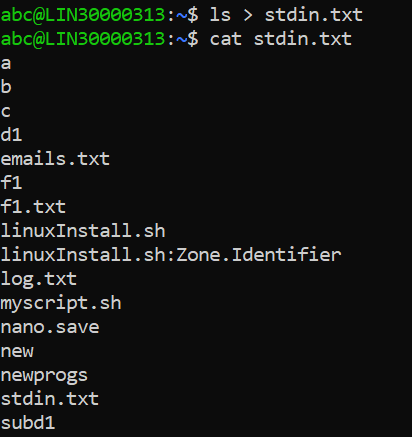 abc@LIN30000313:~$ ls > stdin.txt
abc@LIN30000313:~$ cat stdin.txt
a
b
c
d1
emails.txt
f1
f1.txt
linuxInstall.sh
linuxInstall.sh:Zone.Identifier
log.txt
myscript.sh
nano.save
new
newprogs
stdin.txt
subd1